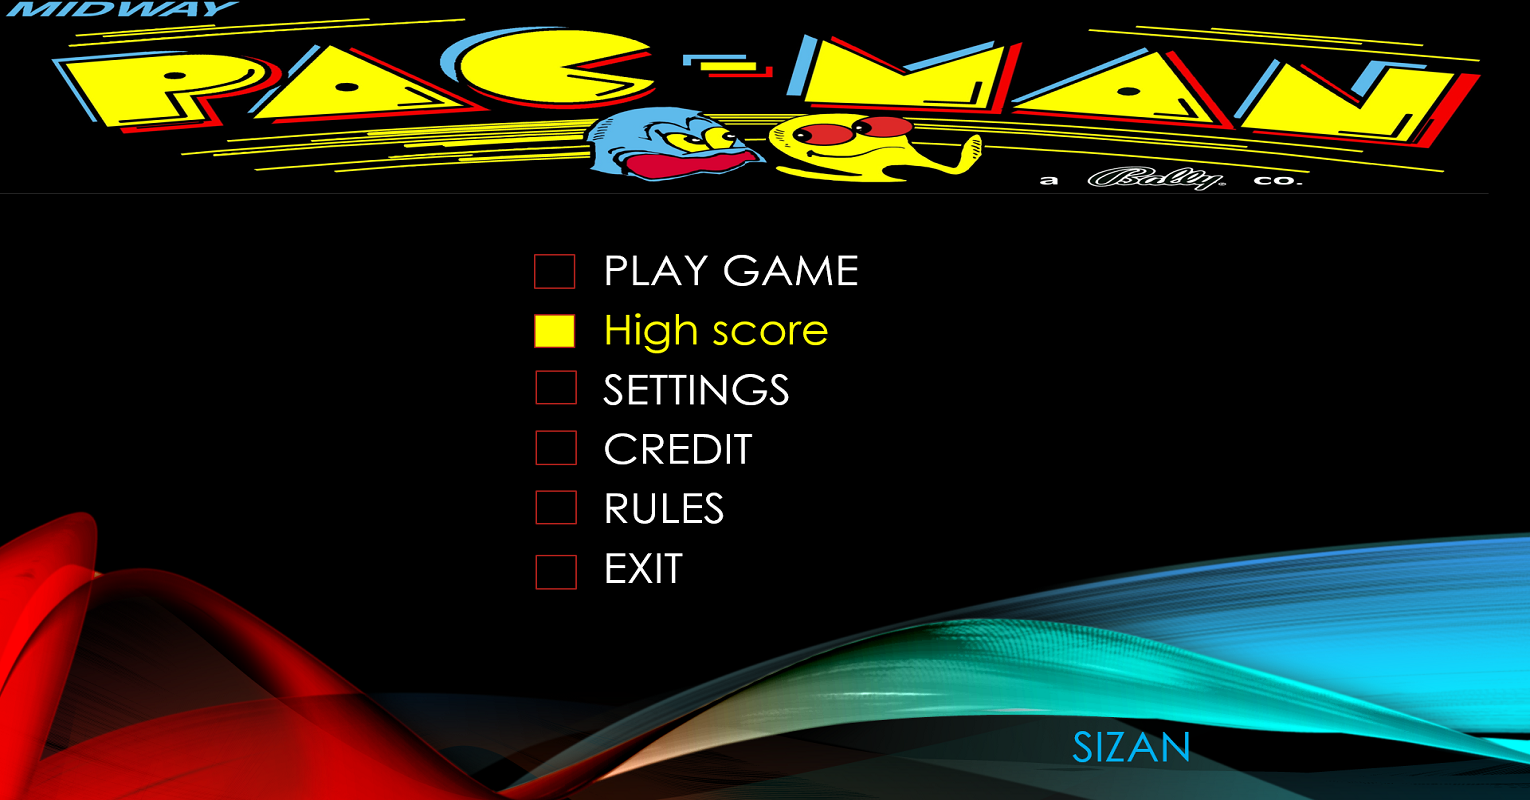 MIDWAY
PAC-MAN
a Bally co.
PLAY GAME
High score
SETTINGS
CREDIT
RULES
EXIT
SIZAN